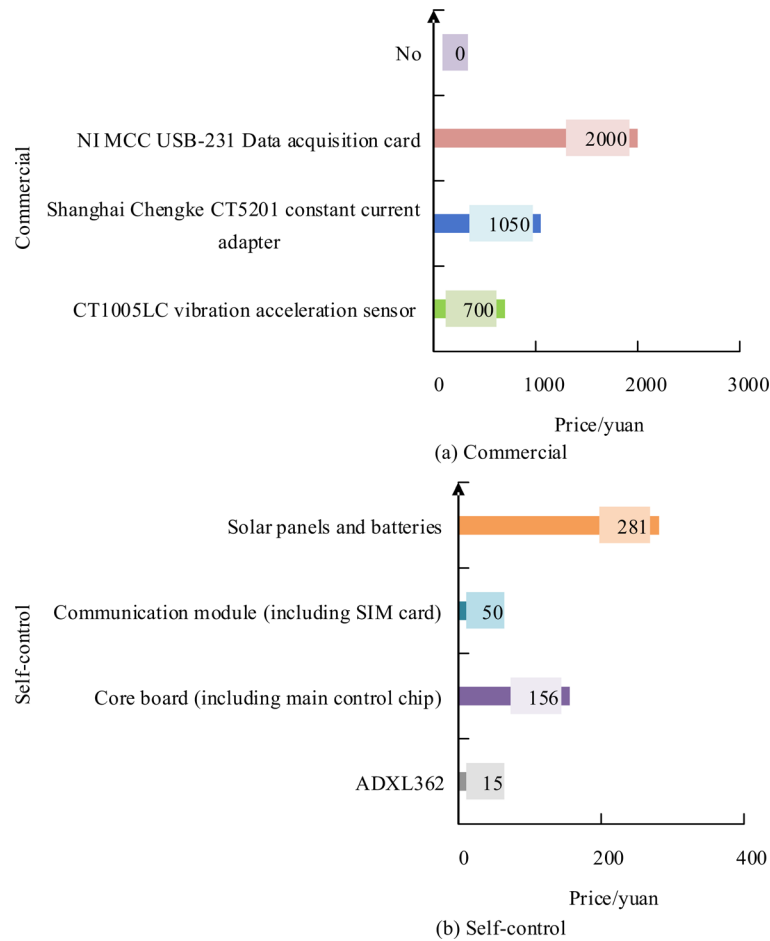 No
0
NI MCC USB-231 Data acquisition card
2000
Shanghai Chengke CT5201 constant current
adapter
1050
CT1005LC vibration acceleration sensor
700
Commercial
0 1000 2000 3000
Price/yuan
(a) Commercial
Solar panels and batteries
281
Communication module (including SIM card)
50
Core board (including main control chip)
156
ADXL362
15
Self-control
0 200 400
Price/yuan
(b) Self-control